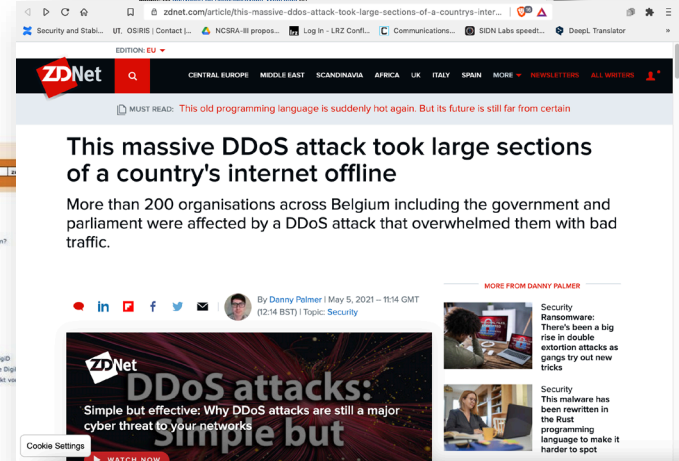 zdnet.com/article/this-massive-ddos-attack-took-large-sections-of-a-countrys-inter...
Security and Stabi... UT. OSIRIS | Contact |... NCSRA-III propos... Log In - LRZ Confl... Communications... SIDN Labs speedt... DeepL Translator »
EDITION: EU
ZDNet
CENTRAL EUROPE MIDDLE EAST SCANDINAVIA AFRICA UK ITALY SPAIN MORE NEWSLETTERS ALL WRITERS
MUST READ: This old programming language is suddenly hot again. But its future is still far from certain
This massive DDoS attack took large sections
of a country's internet offline
More than 200 organisations across Belgium including the government and
parliament were affected by a DDoS attack that overwhelmed them with bad
traffic.
By Danny Palmer | May 5, 2021 -- 11:14 GMT
(12:14 BST) | Topic: Security
ZDNet
DDoS attacks:
Simple but effective: Why DDoS attacks are still a major
cyber threat to your networks
Simple but
WATCH NOW
MORE FROM DANNY PALMER
Security
Ransomware:
There's been a big
rise in double
extortion attacks as
gangs try out new
tricks
Security
This malware has
been rewritten in
the Rust
programming
language to make it
harder to spot
Cookie Settings